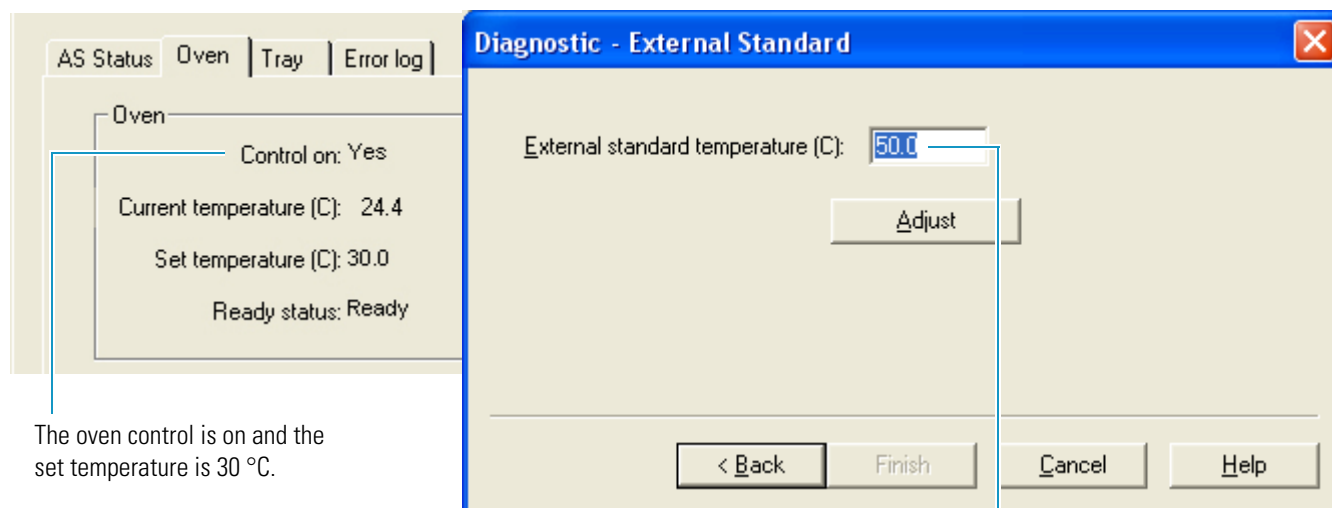 AS Status Oven Tray Error log
Oven
Control on: Yes
Current temperature (C): 24.4
Set temperature (C): 30.0
Ready status: Ready
The oven control is on and the
set temperature is 30 °C.
Diagnostic - External Standard
External standard temperature (C): 50.0
Adjust
< Back Finish Cancel Help